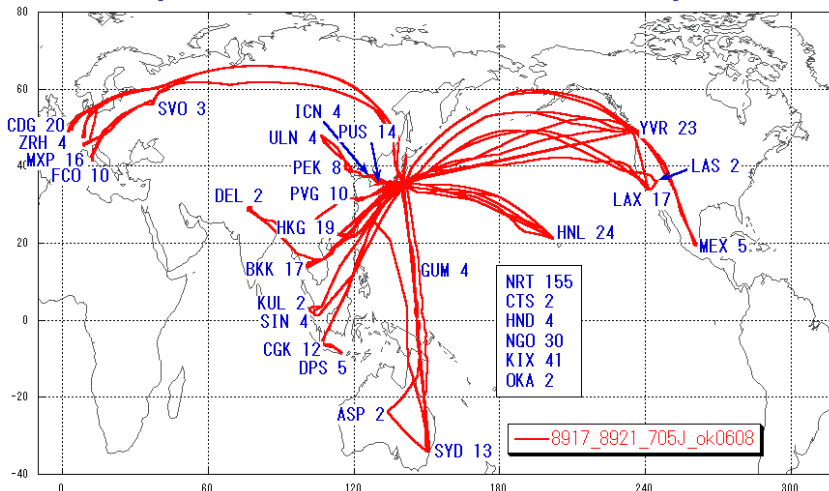 80
60
40
20
0
-20
-40
0
60
120
180
240
300
CDG 20
ZRH 4
MXP 16
FCO 10
SVO 3
ICN 4
ULN 4
PUS 14
PEK 8
DEL 2
PVG 10
HKG 19
BKK 17
KUL 2
SIN 4
CGK 12
DPS 5
GUM 4
ASP 2
SYD 13
YVR 23
LAS 2
LAX 17
HNL 24
MEX 5
NRT 155
CTS 2
HND 4
NGO 30
KIX 41
OKA 2
8917_8921_705J_ok0608